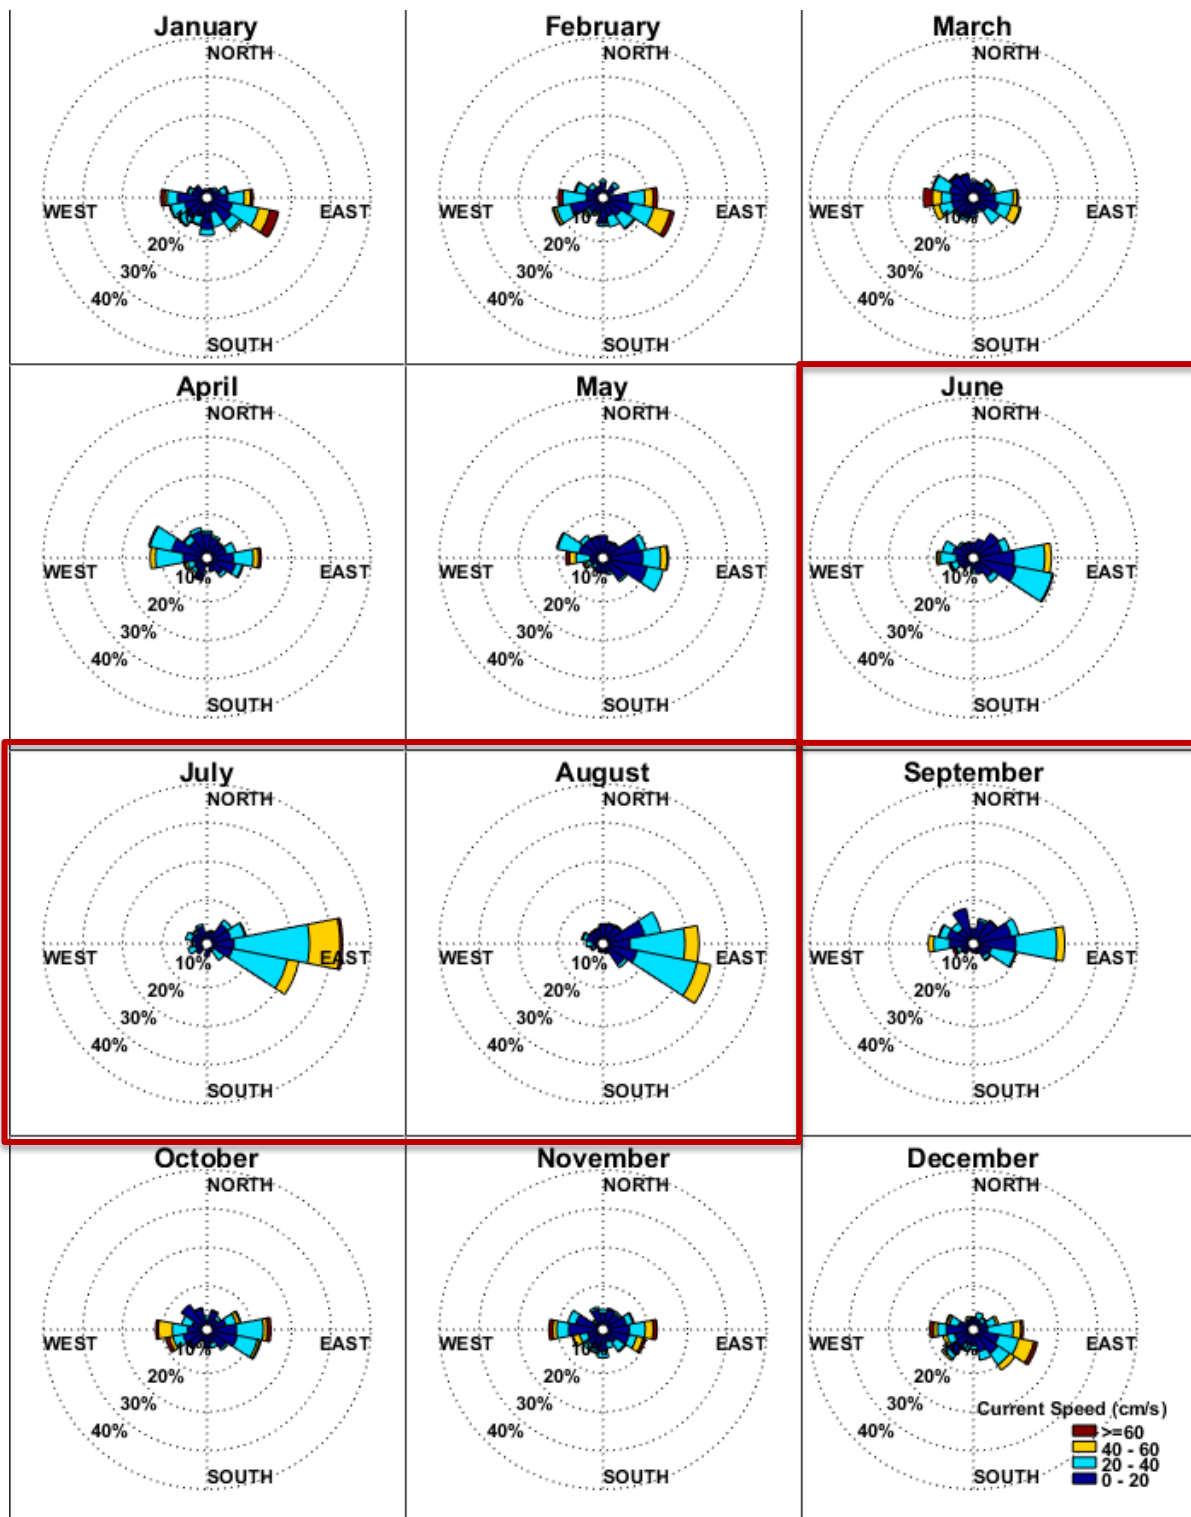 January
NORTH
WEST
EAST
10%
20%
30%
40%
SOUTH
February
NORTH
WEST
EAST
10%
20%
30%
40%
SOUTH
March
NORTH
WEST
EAST
10%
20%
30%
40%
SOUTH
April
NORTH
WEST
EAST
10%
20%
30%
40%
SOUTH
May
NORTH
WEST
EAST
10%
20%
30%
40%
SOUTH
June
NORTH
WEST
EAST
10%
20%
30%
40%
SOUTH
July
NORTH
WEST
EAST
10%
20%
30%
40%
SOUTH
August
NORTH
WEST
EAST
10%
20%
30%
40%
SOUTH
September
NORTH
WEST
EAST
10%
20%
30%
40%
SOUTH
October
NORTH
WEST
EAST
10%
20%
30%
40%
SOUTH
November
NORTH
WEST
EAST
10%
20%
30%
40%
SOUTH
December
NORTH
WEST
EAST
10%
20%
30%
40%
SOUTH
Current Speed (cm/s)
>=60
40 - 60
20 - 40
0 - 20